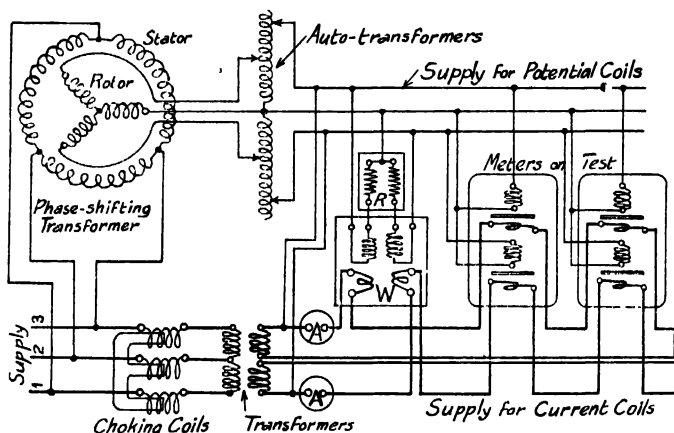 Stator
Auto-transformers
Rotor
Supply for Potential Coils
Phase-shifting
Transformer
R
Meters on Test
W
3
A
Supply
2
1
A
Choking Coils
Transformers
Supply for Current Coils